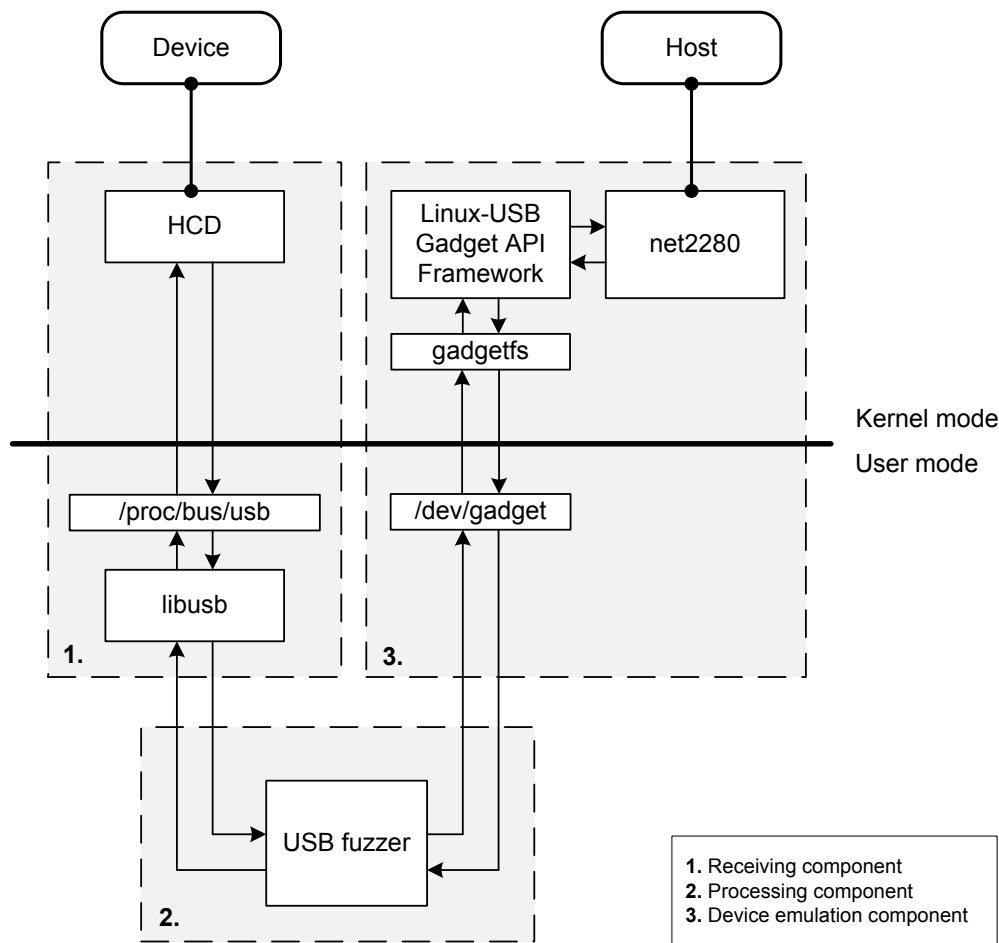 Device
Host
HCD
Linux-USB
Gadget API
Framework
net2280
gadgetfs
Kernel mode
User mode
/proc/bus/usb
/dev/gadget
libusb
1.
3.
USB fuzzer
2.
1. Receiving component
2. Processing component
3. Device emulation component